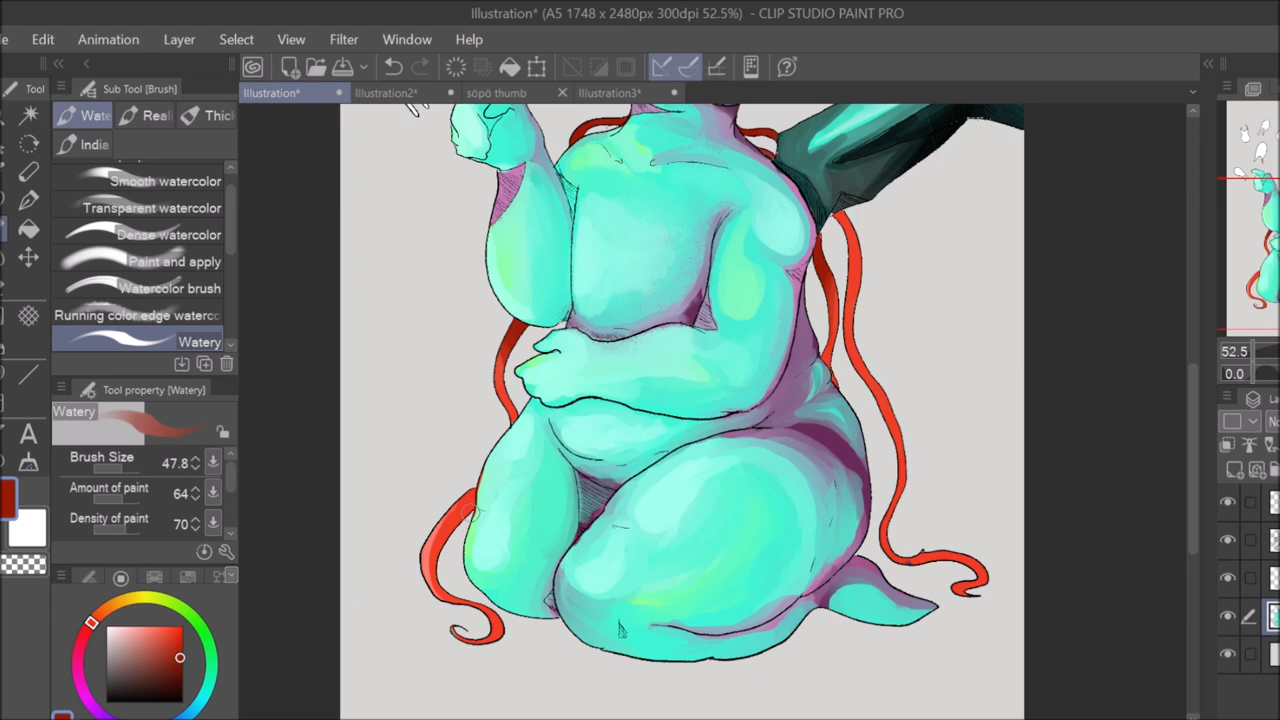 Illustration* (A5 1748 x 2480px 300dpi 52.5%) - CLIP STUDIO PAINT PRO
Edit Animation Layer Select View Filter Window Help
Tool
Sub Tool [Brush]
Illustration* Illustration2* söpö thumb Illustration3*
Wate Real Thick
India
Smooth watercolor
Transparent watercolor
Dense watercolor
Paint and apply
Watercolor brush
Running color edge waterco
Watery
Tool property [Watery]
Watery
Brush Size 47.8
Amount of paint 64
Density of paint 70
52.5
0.0
La
No